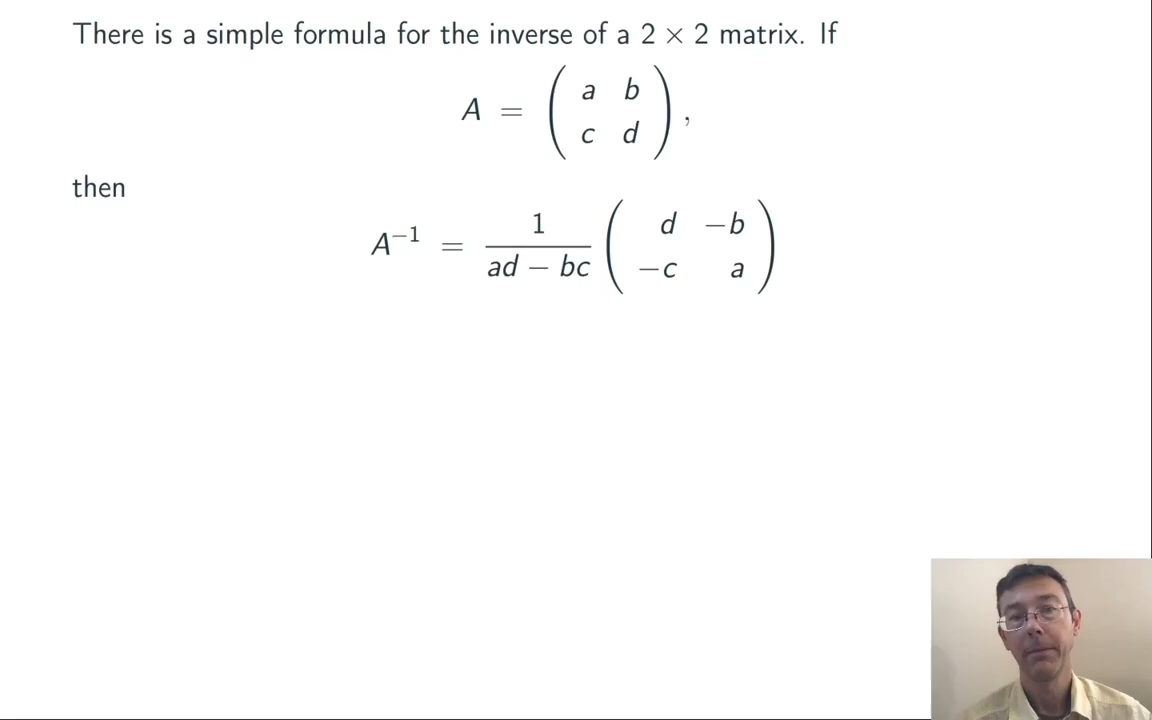 There is a simple formula for the inverse of a 2 × 2 matrix. If
A = ( a b
c d ) ,
then
A⁻¹ = 1 / (ad − bc) ( d −b
−c a )